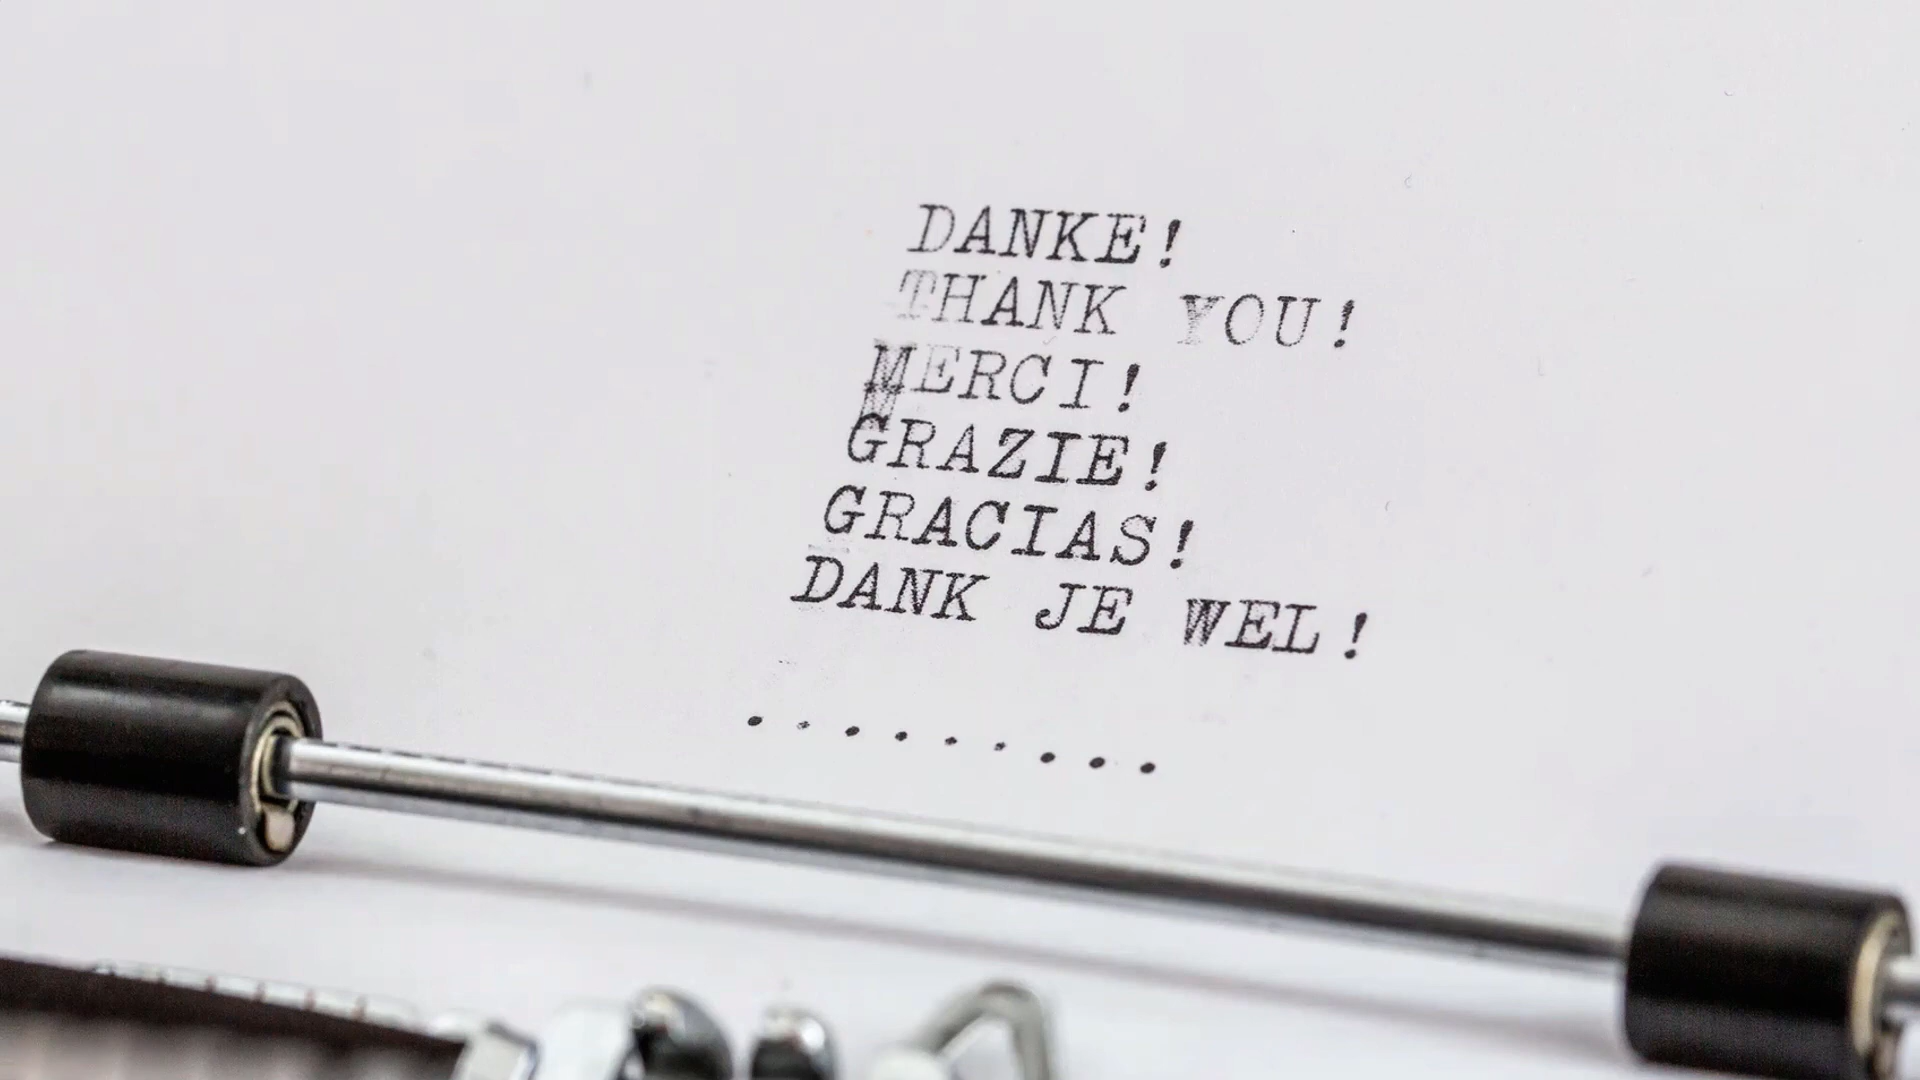 DANKE!
THANK YOU!
MERCI!
GRAZIE!
GRACIAS!
DANK JE WEL!
.........